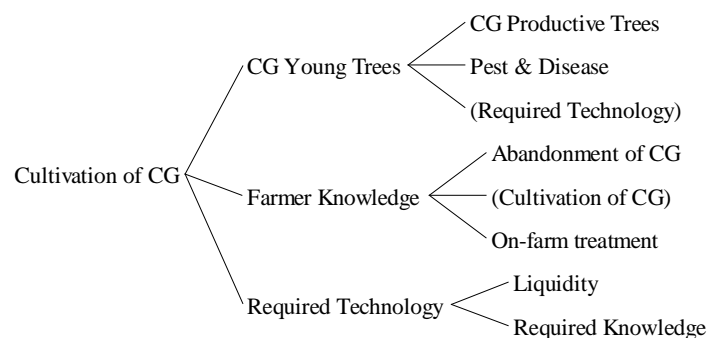 CG Productive Trees
CG Young Trees
Pest & Disease
(Required Technology)
Abandonment of CG
Cultivation of CG
Farmer Knowledge
(Cultivation of CG)
On-farm treatment
Liquidity
Required Technology
Required Knowledge